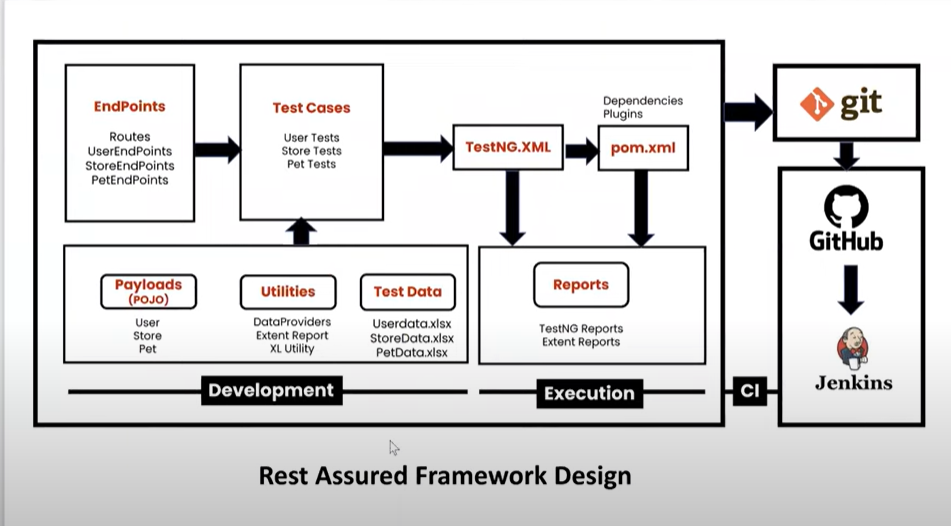 EndPoints
Routes
UserEndPoints
StoreEndPoints
PetEndPoints
Test Cases
User Tests
Store Tests
Pet Tests
TestNG.XML
Dependencies
Plugins
pom.xml
git
GitHub
Jenkins
Payloads
(POJO)
User
Store
Pet
Utilities
DataProviders
Extent Report
XL Utility
Test Data
Userdata.xlsx
StoreData.xlsx
PetData.xlsx
Reports
TestNG Reports
Extent Reports
Development
Execution
CI
Rest Assured Framework Design